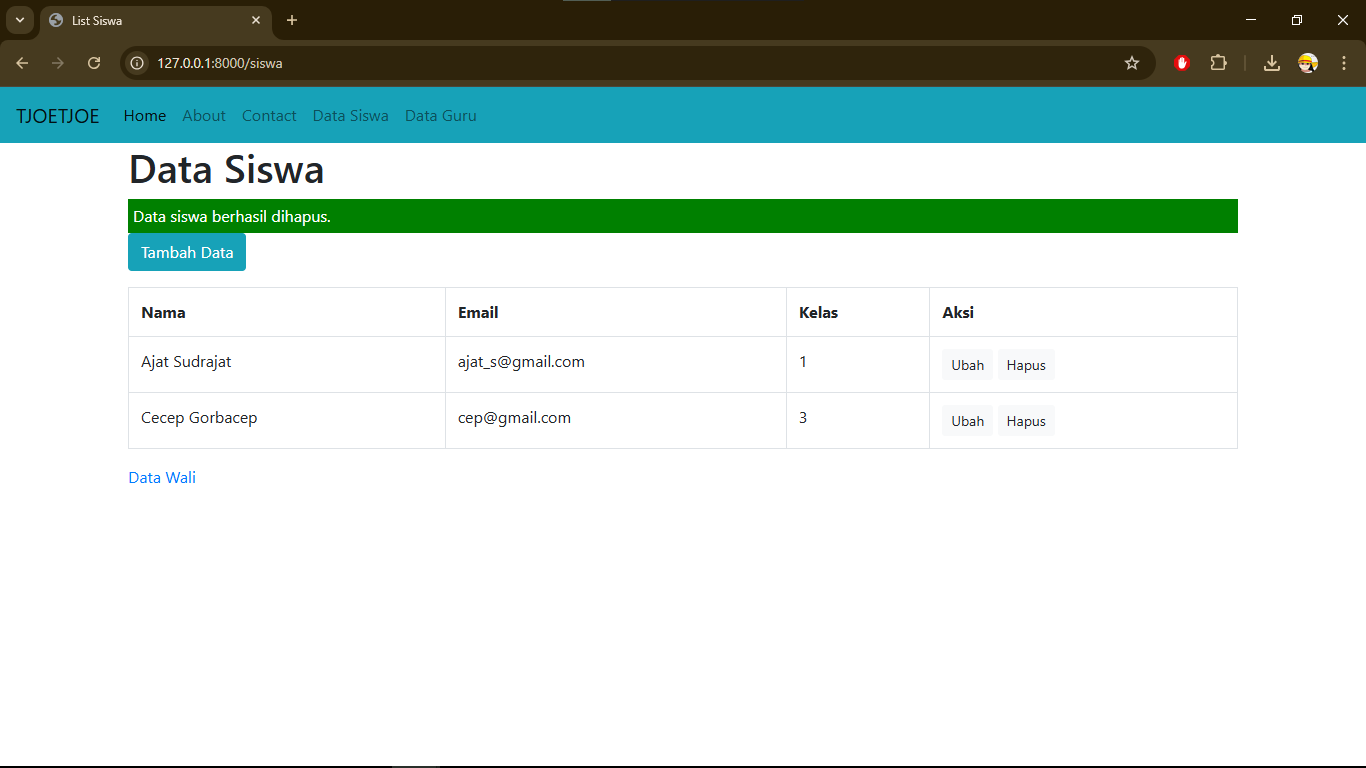 List Siswa
127.0.0.1:8000/siswa
TJOETJOE Home About Contact Data Siswa Data Guru
Data Siswa
Data siswa berhasil dihapus.
Tambah Data
Nama Email Kelas Aksi
Ajat Sudrajat ajat_s@gmail.com 1 Ubah Hapus
Cecep Gorbacep cep@gmail.com 3 Ubah Hapus
Data Wali